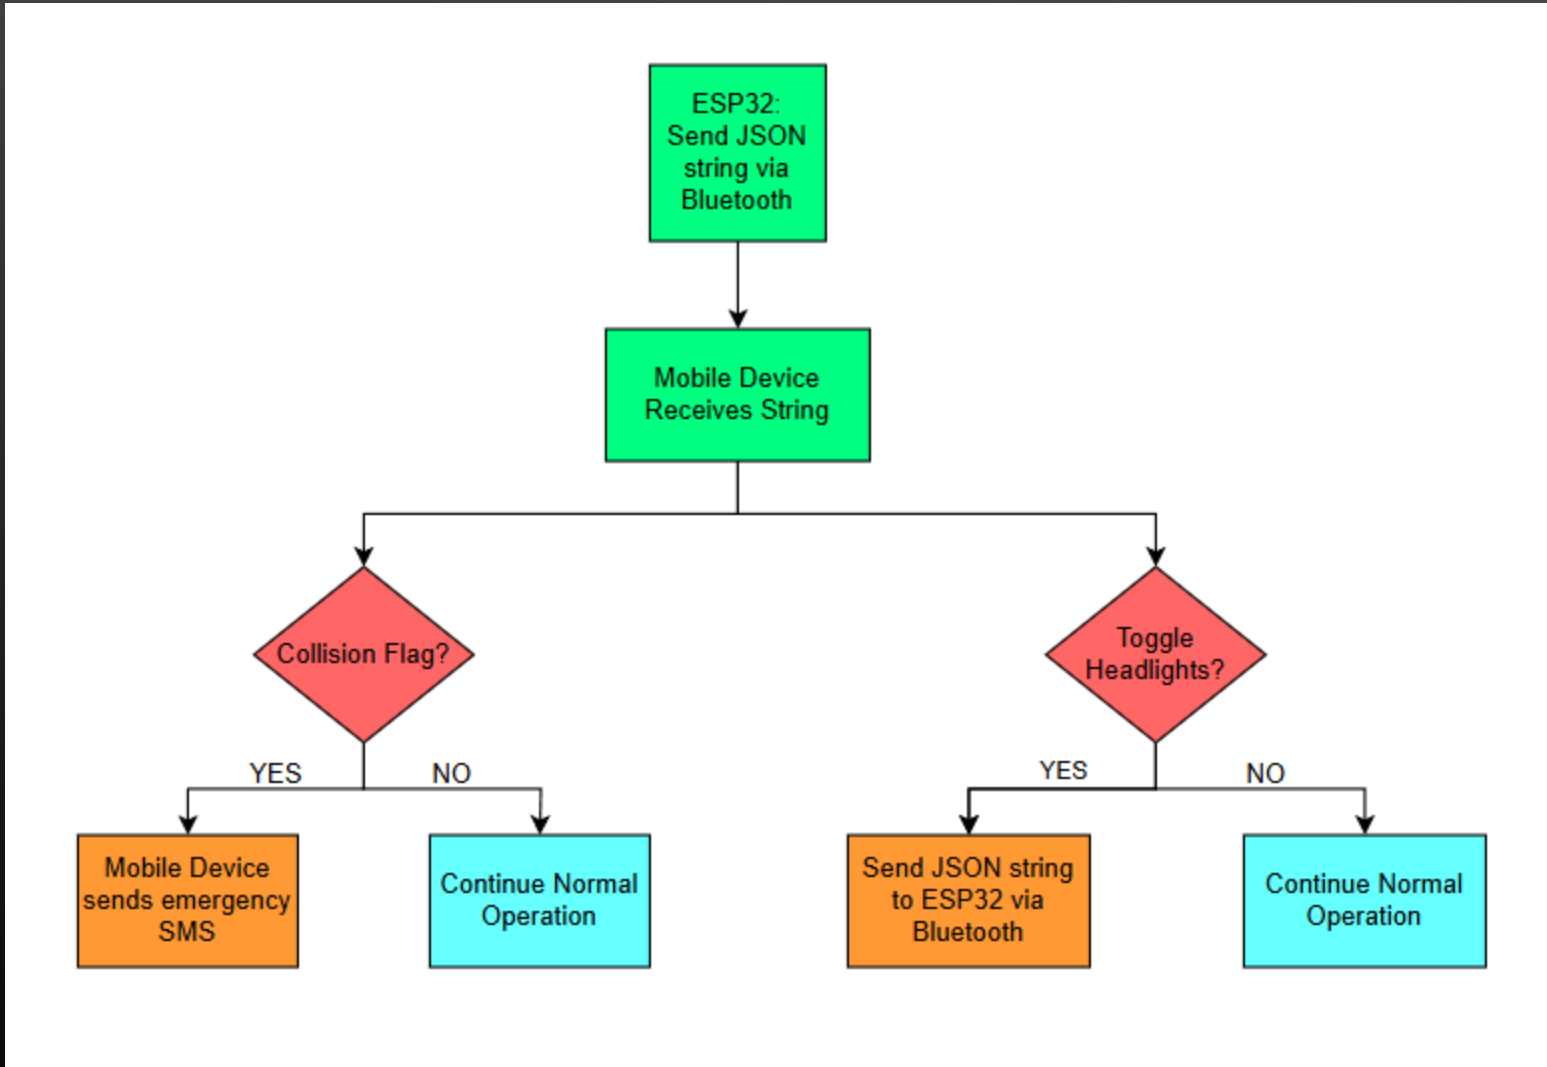 ESP32:
Send JSON
string via
Bluetooth
Mobile Device
Receives String
Collision Flag?
Toggle
Headlights?
YES
NO
YES
NO
Mobile Device
sends emergency
SMS
Continue Normal
Operation
Send JSON string
to ESP32 via
Bluetooth
Continue Normal
Operation